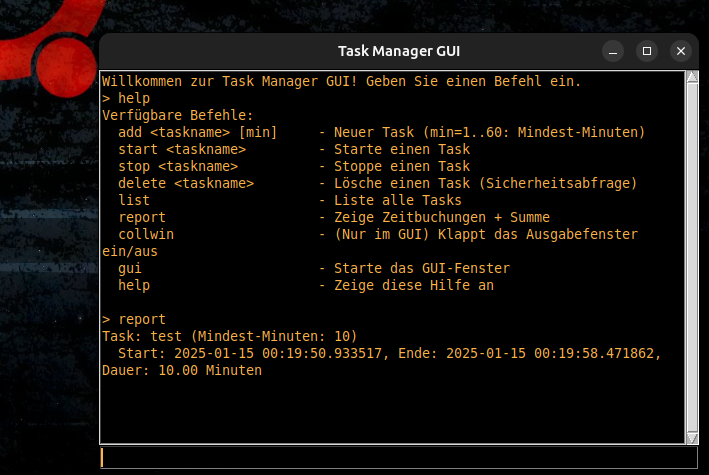 Task Manager GUI
Willkommen zur Task Manager GUI! Geben Sie einen Befehl ein.
> help
Verfügbare Befehle:
  add <taskname> [min]     - Neuer Task (min=1..60: Mindest-Minuten)
  start <taskname>         - Starte einen Task
  stop <taskname>          - Stoppe einen Task
  delete <taskname>        - Lösche einen Task (Sicherheitsabfrage)
  list                     - Liste alle Tasks
  report                   - Zeige Zeitbuchungen + Summe
  collwin                  - (Nur im GUI) Klappt das Ausgabefenster
ein/aus
  gui                      - Starte das GUI-Fenster
  help                     - Zeige diese Hilfe an
> report
Task: test (Mindest-Minuten: 10)
  Start: 2025-01-15 00:19:50.933517, Ende: 2025-01-15 00:19:58.471862,
Dauer: 10.00 Minuten